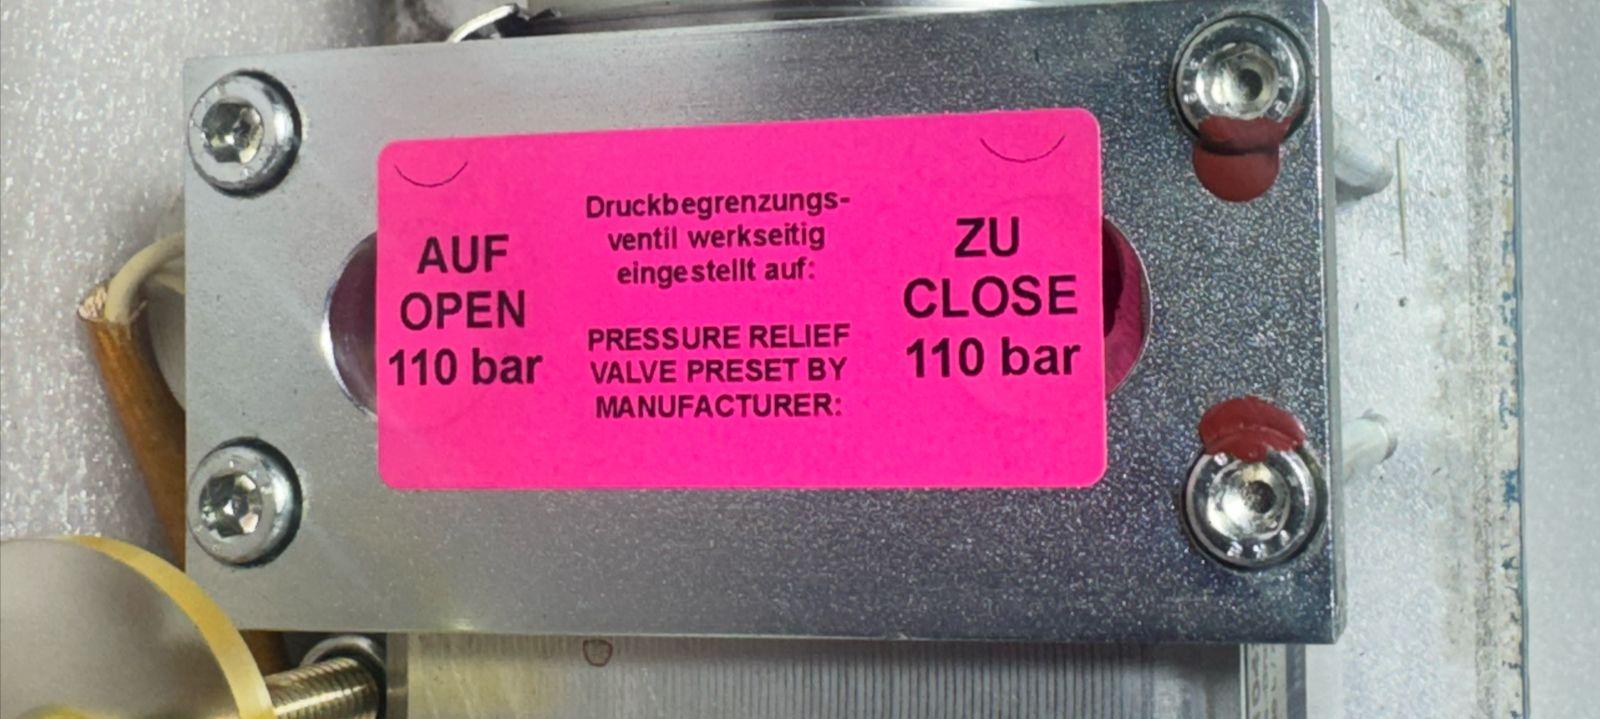 AUF
OPEN
110 bar
Druckbegrenzungs-
ventil werkseitig
eingestellt auf:
PRESSURE RELIEF
VALVE PRESET BY
MANUFACTURER:
ZU
CLOSE
110 bar